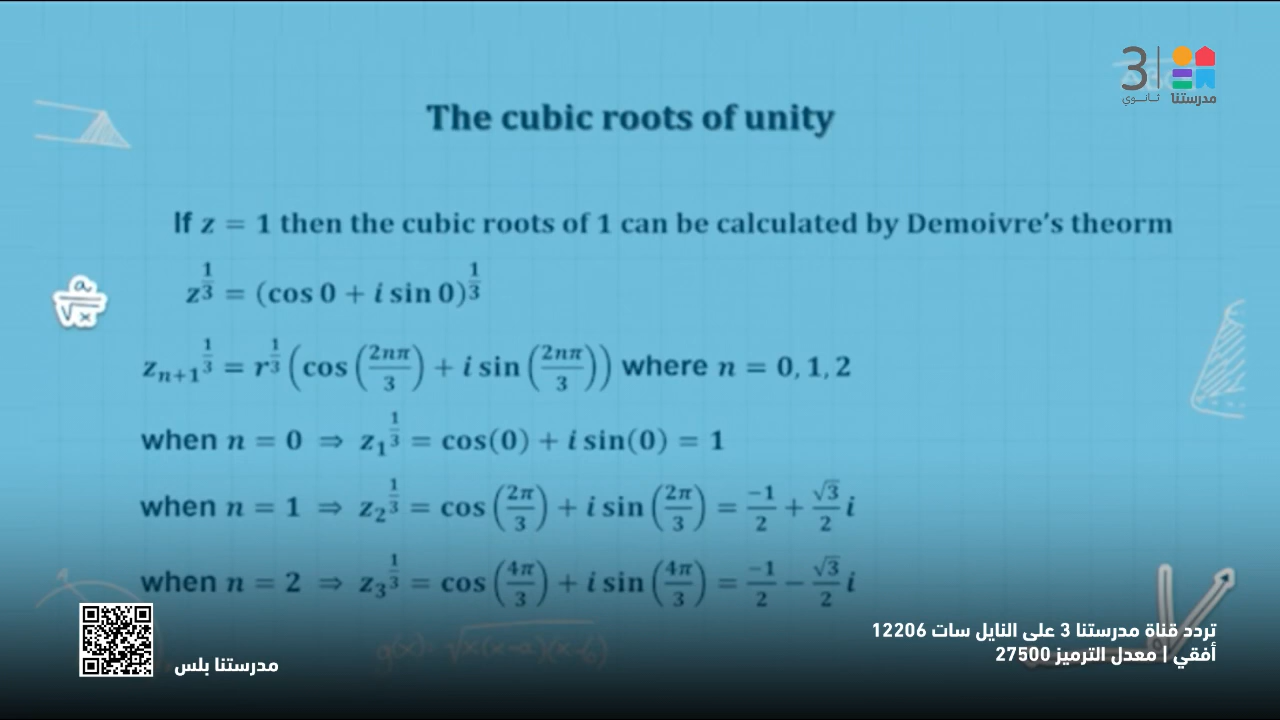 3 ثانوي
مدرستنا
The cubic roots of unity
If z = 1 then the cubic roots of 1 can be calculated by Demoivre's theorm
z^{1/3} = (cos 0 + i sin 0)^{1/3}
z_{n+1}^{1/3} = r^{1/3} (cos (2nπ/3) + i sin (2nπ/3)) where n = 0, 1, 2
when n = 0 ⇒ z_1^{1/3} = cos(0) + i sin(0) = 1
when n = 1 ⇒ z_2^{1/3} = cos (2π/3) + i sin (2π/3) = -1/2 + √3/2 i
when n = 2 ⇒ z_3^{1/3} = cos (4π/3) + i sin (4π/3) = -1/2 − √3/2 i
a/√x
تردد قناة مدرستنا 3 على النايل سات 12206
أفقي | معدل الترميز 27500
مدرستنا بلس